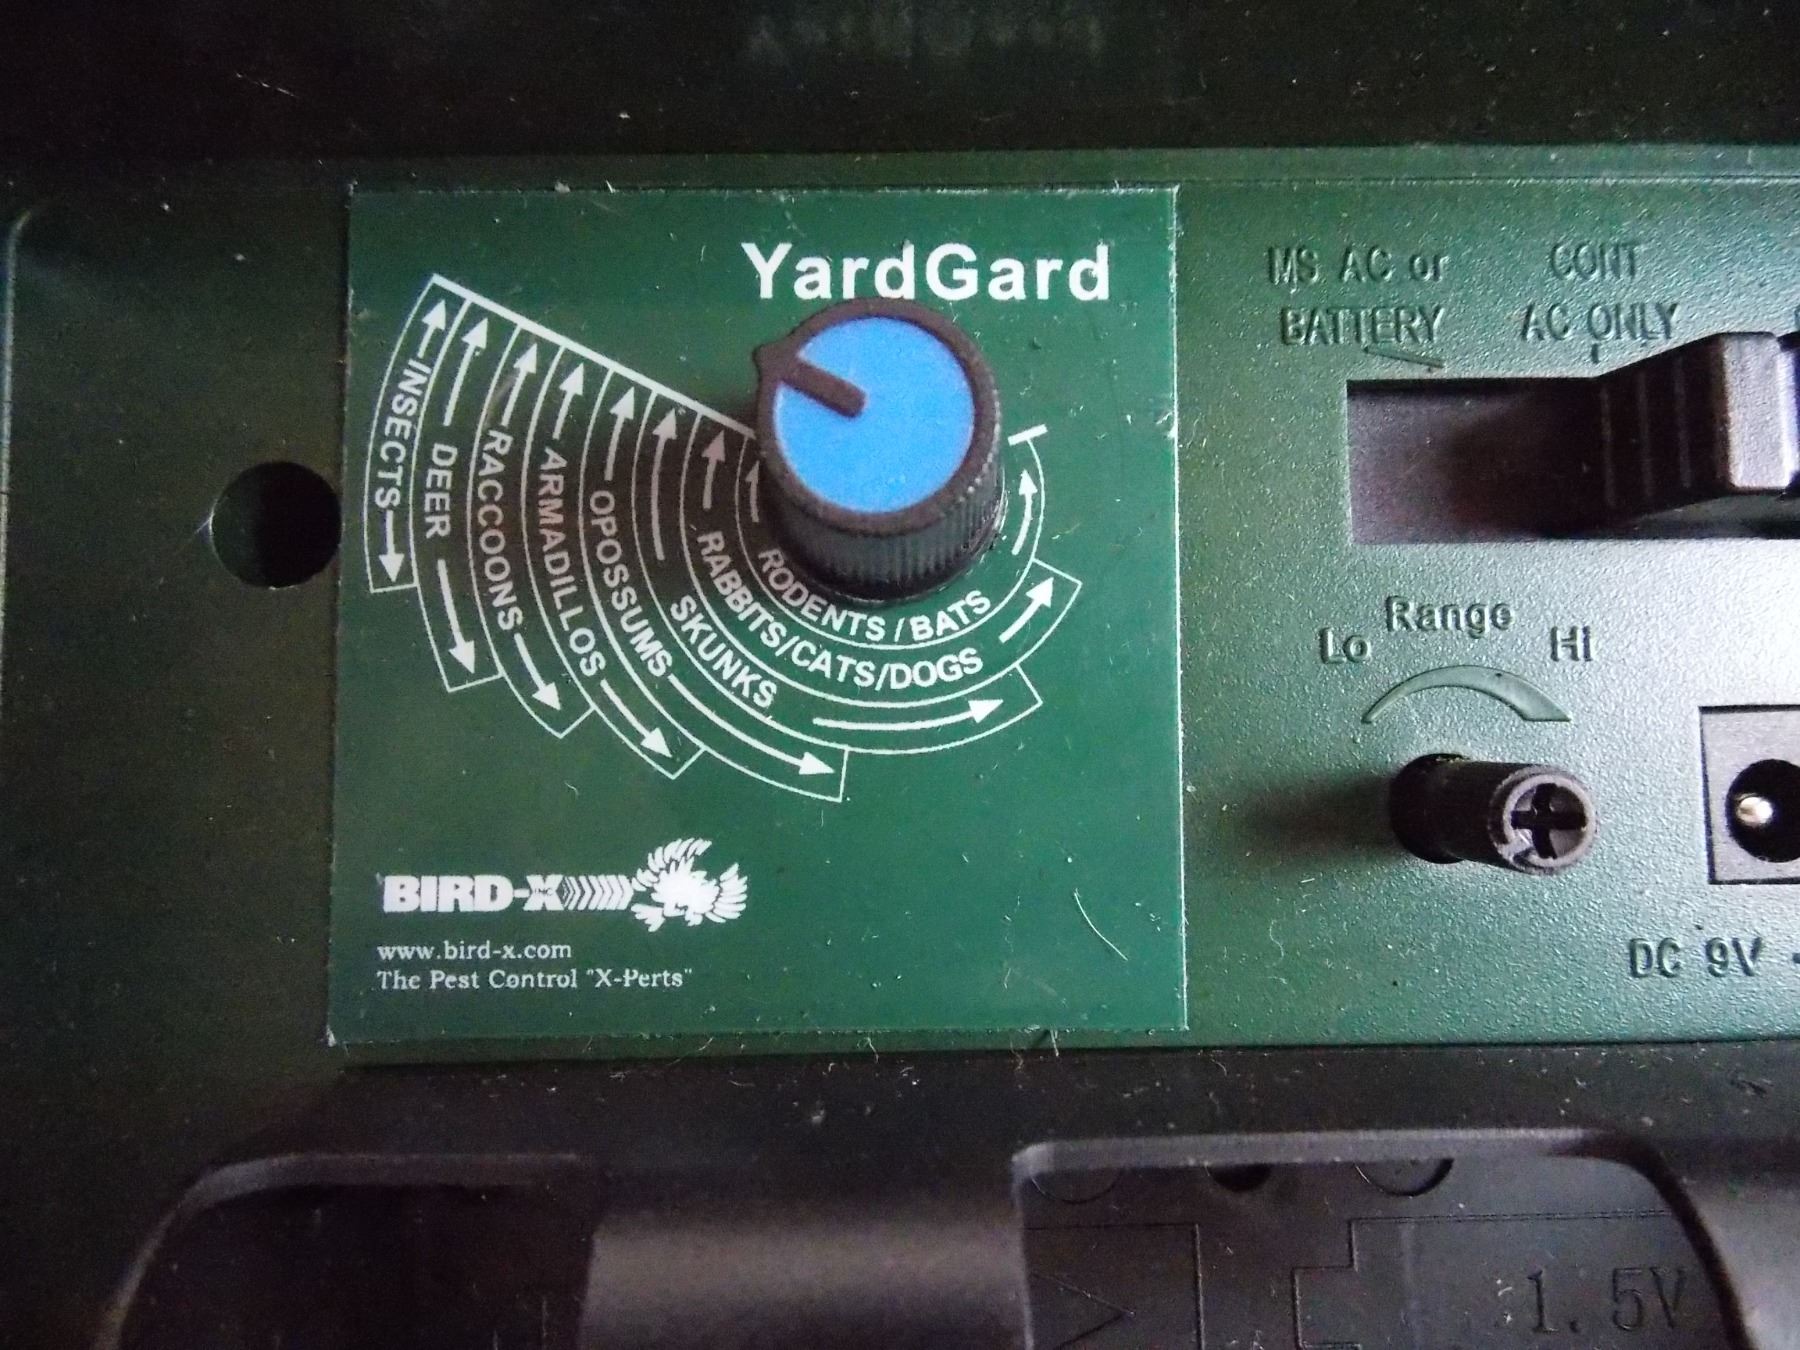 YardGard
INSECTS
DEER
RACCOONS
ARMADILLOS
OPOSSUMS
SKUNKS
RABBITS/CATS/DOGS
RODENTS/BATS
BIRD-X INC
www.bird-x.com
The Pest Control "X-Perts"
MS AC or
BATTERY
CONT
AC ONLY
Range
Lo
Hi
DC 9V
1.5V